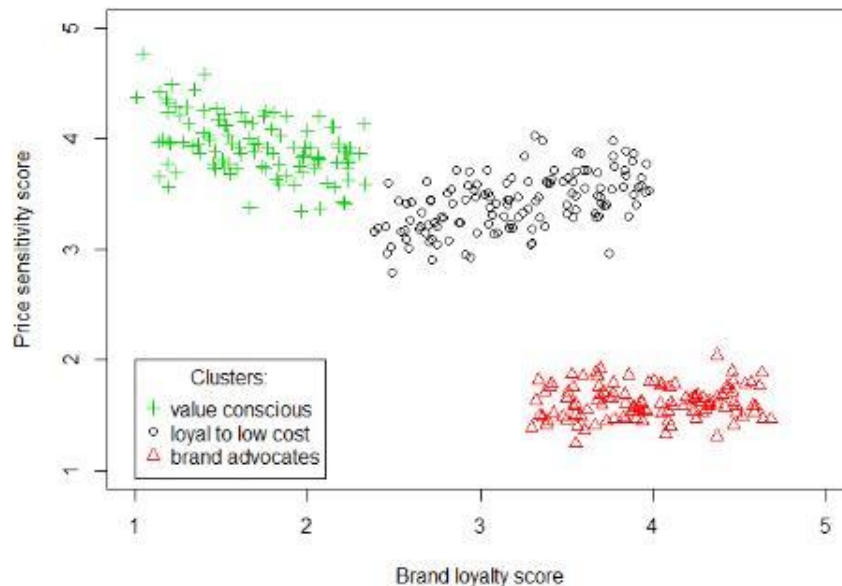 5
4
3
2
1
Price sensitivity score
Clusters:
value conscious
loyal to low cost
brand advocates
1 2 3 4 5
Brand loyalty score